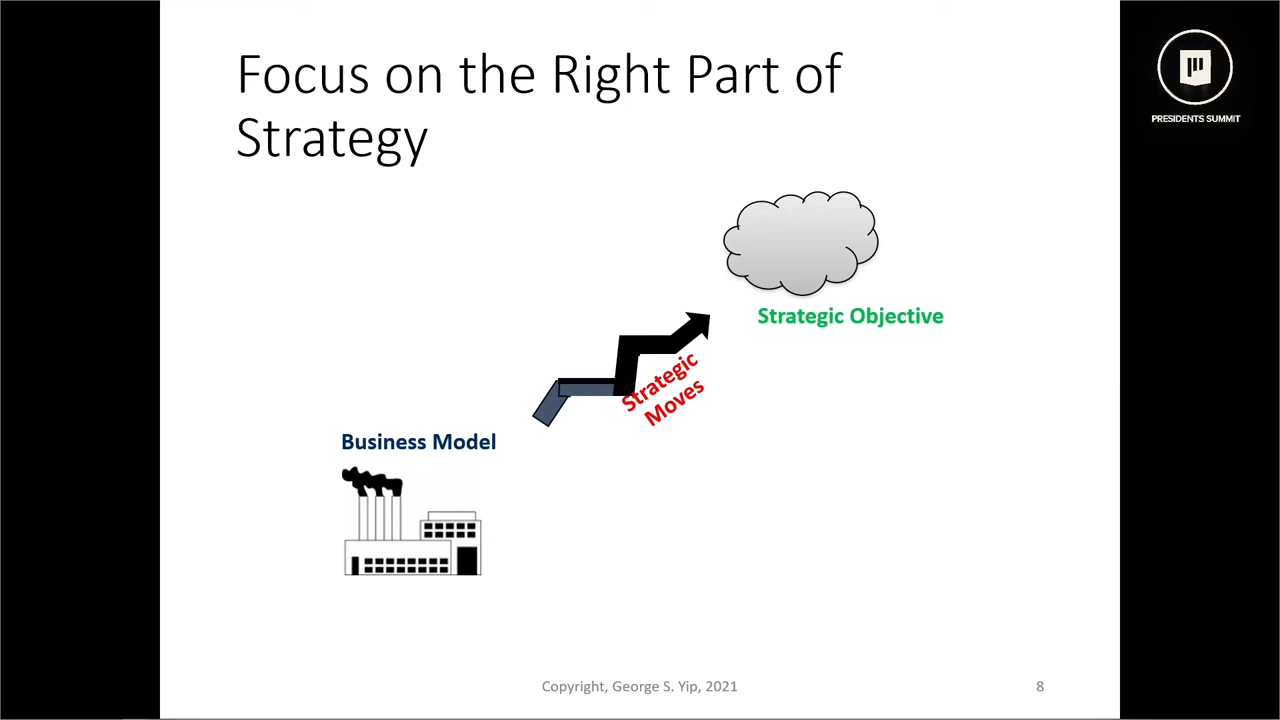 Focus on the Right Part of
Strategy
PRESIDENTS SUMMIT
Strategic Objective
Strategic
Moves
Business Model
Copyright, George S. Yip, 2021
8